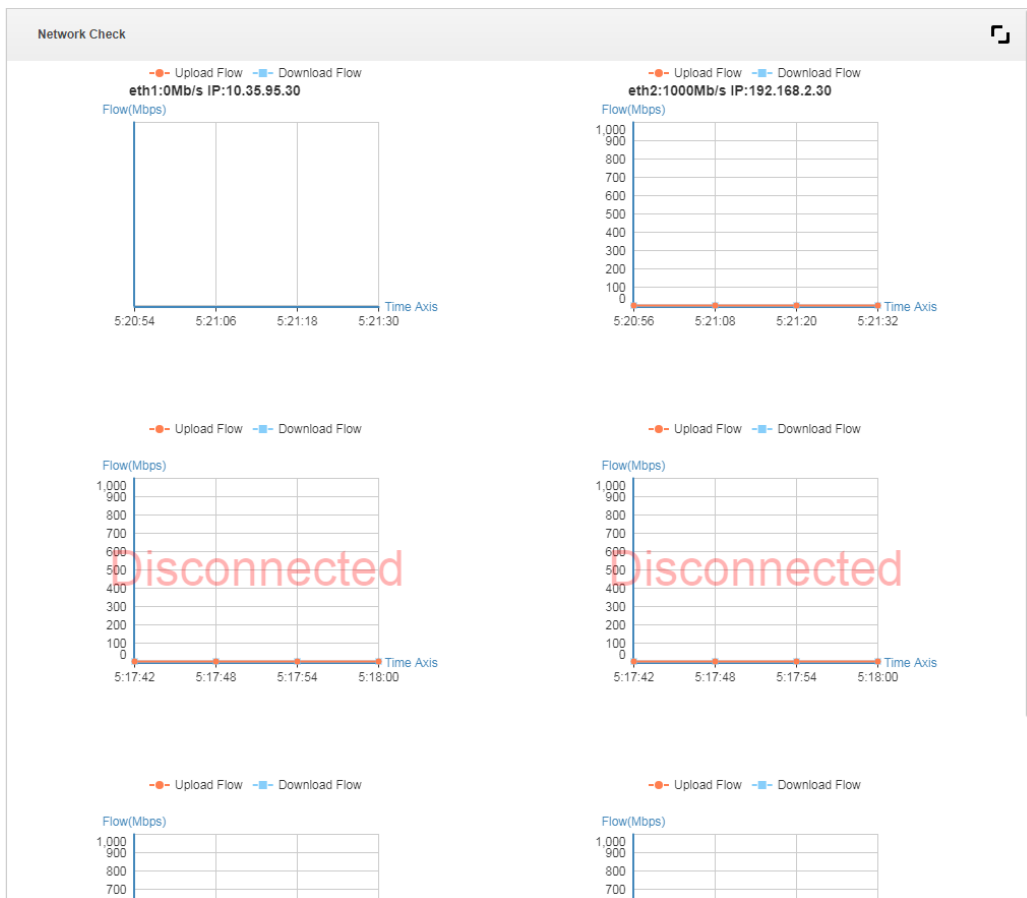 Network Check
Upload Flow Download Flow
eth1:0Mb/s IP:10.35.95.30
Flow(Mbps)
Time Axis
5:20:54 5:21:06 5:21:18 5:21:30
Upload Flow Download Flow
eth2:1000Mb/s IP:192.168.2.30
Flow(Mbps)
1,000
900
800
700
600
500
400
300
200
100
0
Time Axis
5:20:56 5:21:08 5:21:20 5:21:32
Upload Flow Download Flow
Flow(Mbps)
1,000
900
800
700
600
500
400
300
200
100
0
Disconnected
Time Axis
5:17:42 5:17:48 5:17:54 5:18:00
Upload Flow Download Flow
Flow(Mbps)
1,000
900
800
700
600
500
400
300
200
100
0
Disconnected
Time Axis
5:17:42 5:17:48 5:17:54 5:18:00
Upload Flow Download Flow
Flow(Mbps)
1,000
900
800
700
Upload Flow Download Flow
Flow(Mbps)
1,000
900
800
700